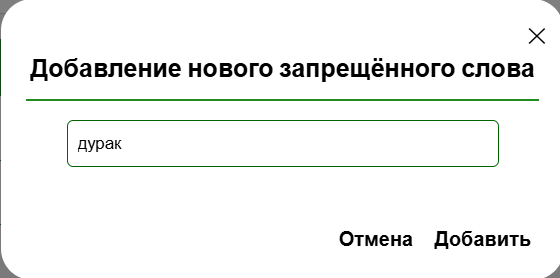 Добавление нового запрещённого слова
дурак
Отмена Добавить